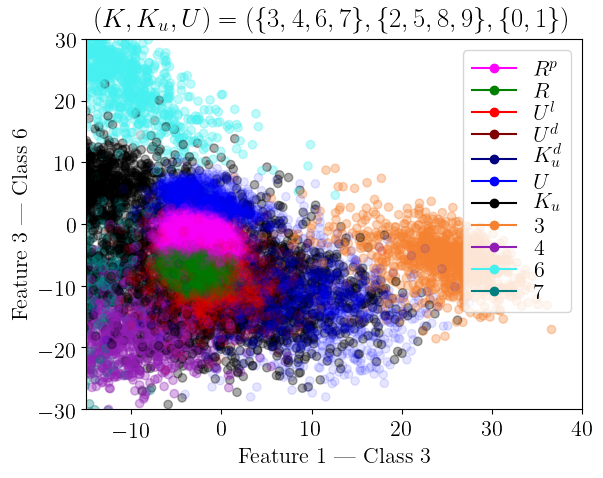 (K, K_u, U) = ({3, 4, 6, 7}, {2, 5, 8, 9}, {0, 1})
30
20
10
0
−10
−20
−30
Feature 3 — Class 6
R^p
R
U^l
U^d
K_u^d
U
K_u
3
4
6
7
−10
0
10
20
30
40
Feature 1 — Class 3